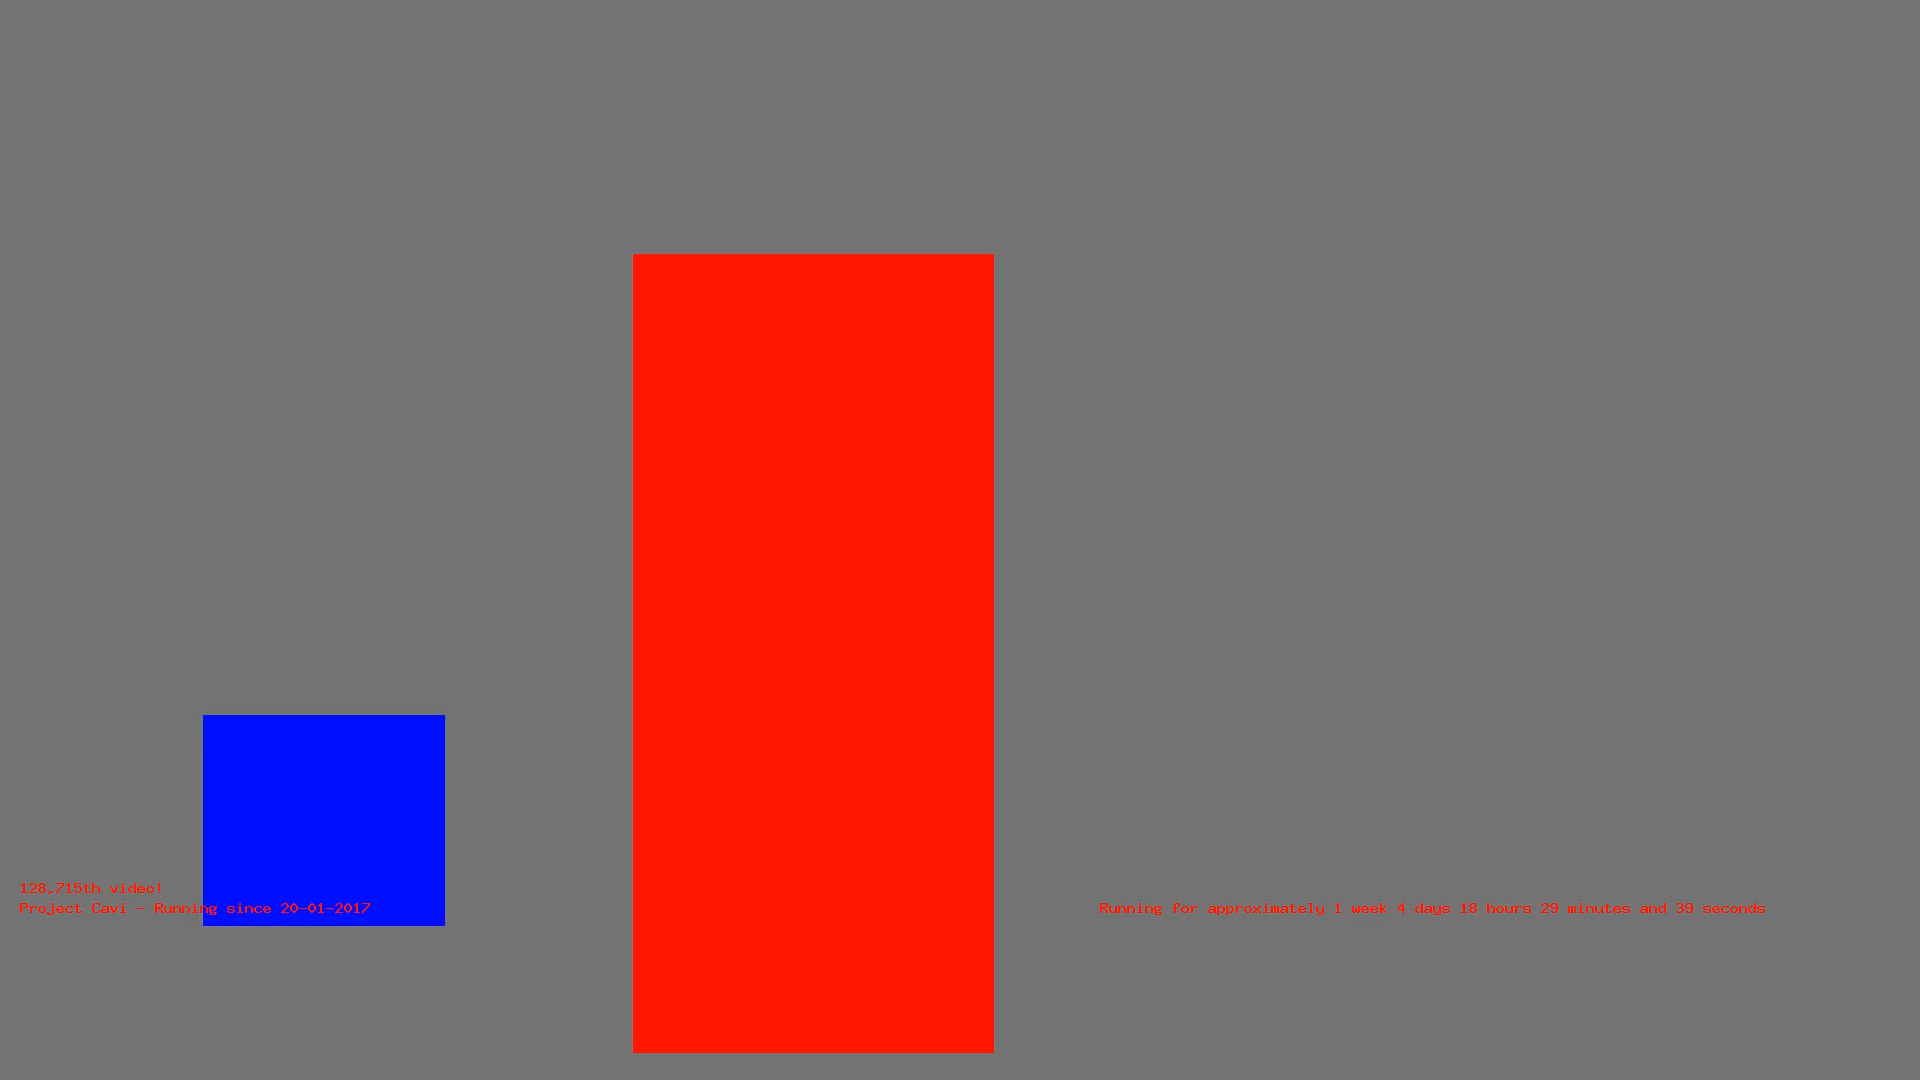 128,715th video!
Project Cavi - Running since 20-01-2017
Running for approximately 1 week 4 days 18 hours 29 minutes and 39 seconds